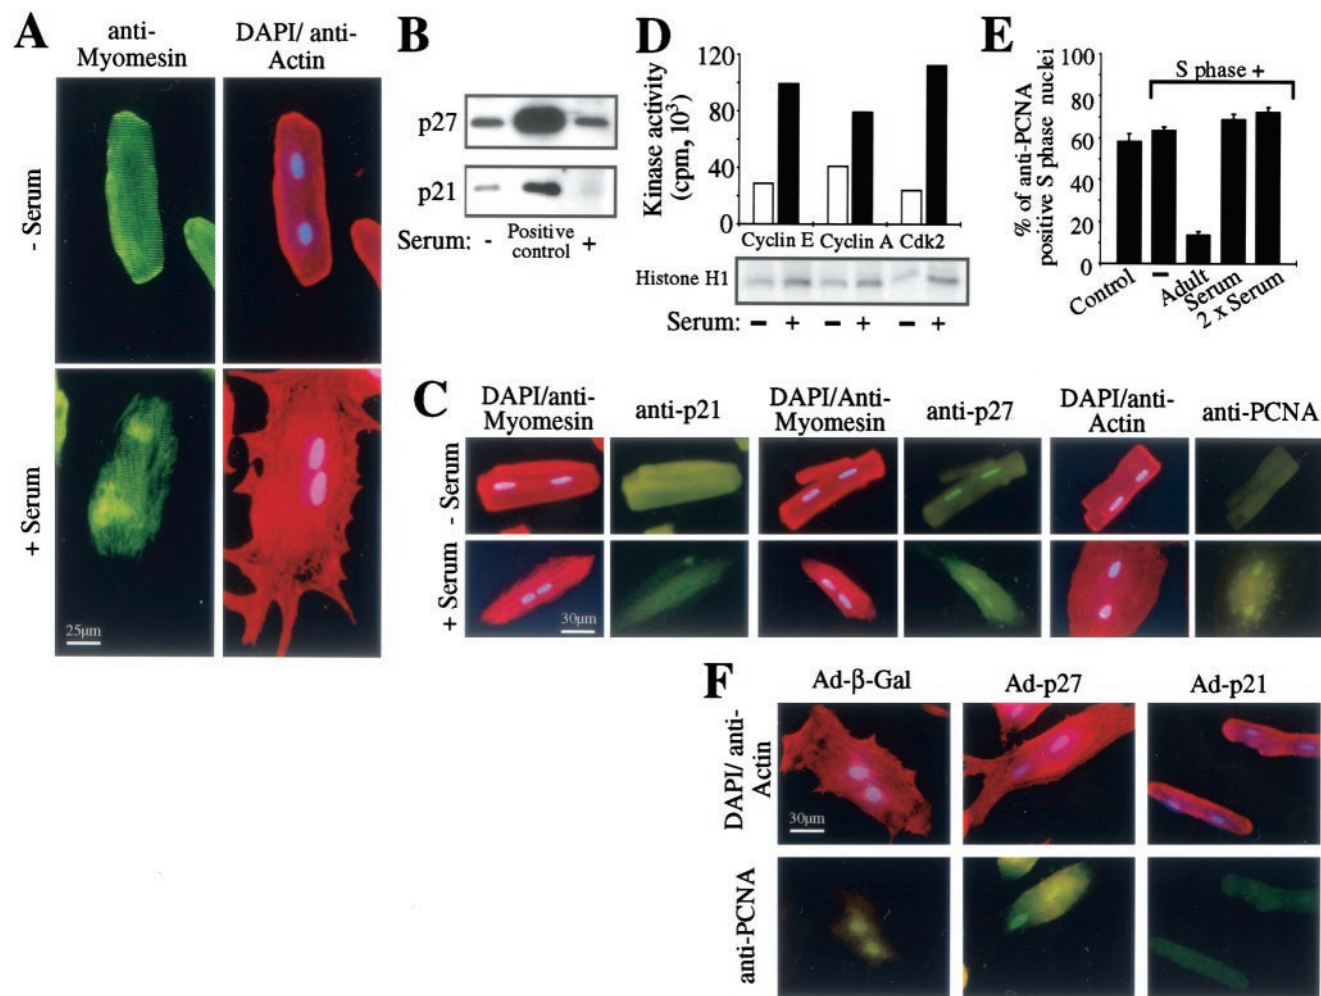 A
anti-
Myomesin
DAPI/ anti-
Actin
- Serum
+ Serum
25μm
B
p27
p21
Serum: - Positive control +
D
Kinase activity
(cpm, 10³)
120
80
40
0
Cyclin E Cyclin A Cdk2
Histone H1
Serum: − + − + − +
E
% of anti-PCNA
positive S phase nuclei
100
80
60
40
20
0
S phase +
Control
−
Adult
Serum
2 x Serum
C
DAPI/anti-
Myomesin
anti-p21
DAPI/Anti-
Myomesin
anti-p27
DAPI/anti-
Actin
anti-PCNA
- Serum
+ Serum
30μm
F
Ad-β-Gal
Ad-p27
Ad-p21
DAPI/ anti-
Actin
30μm
anti-PCNA